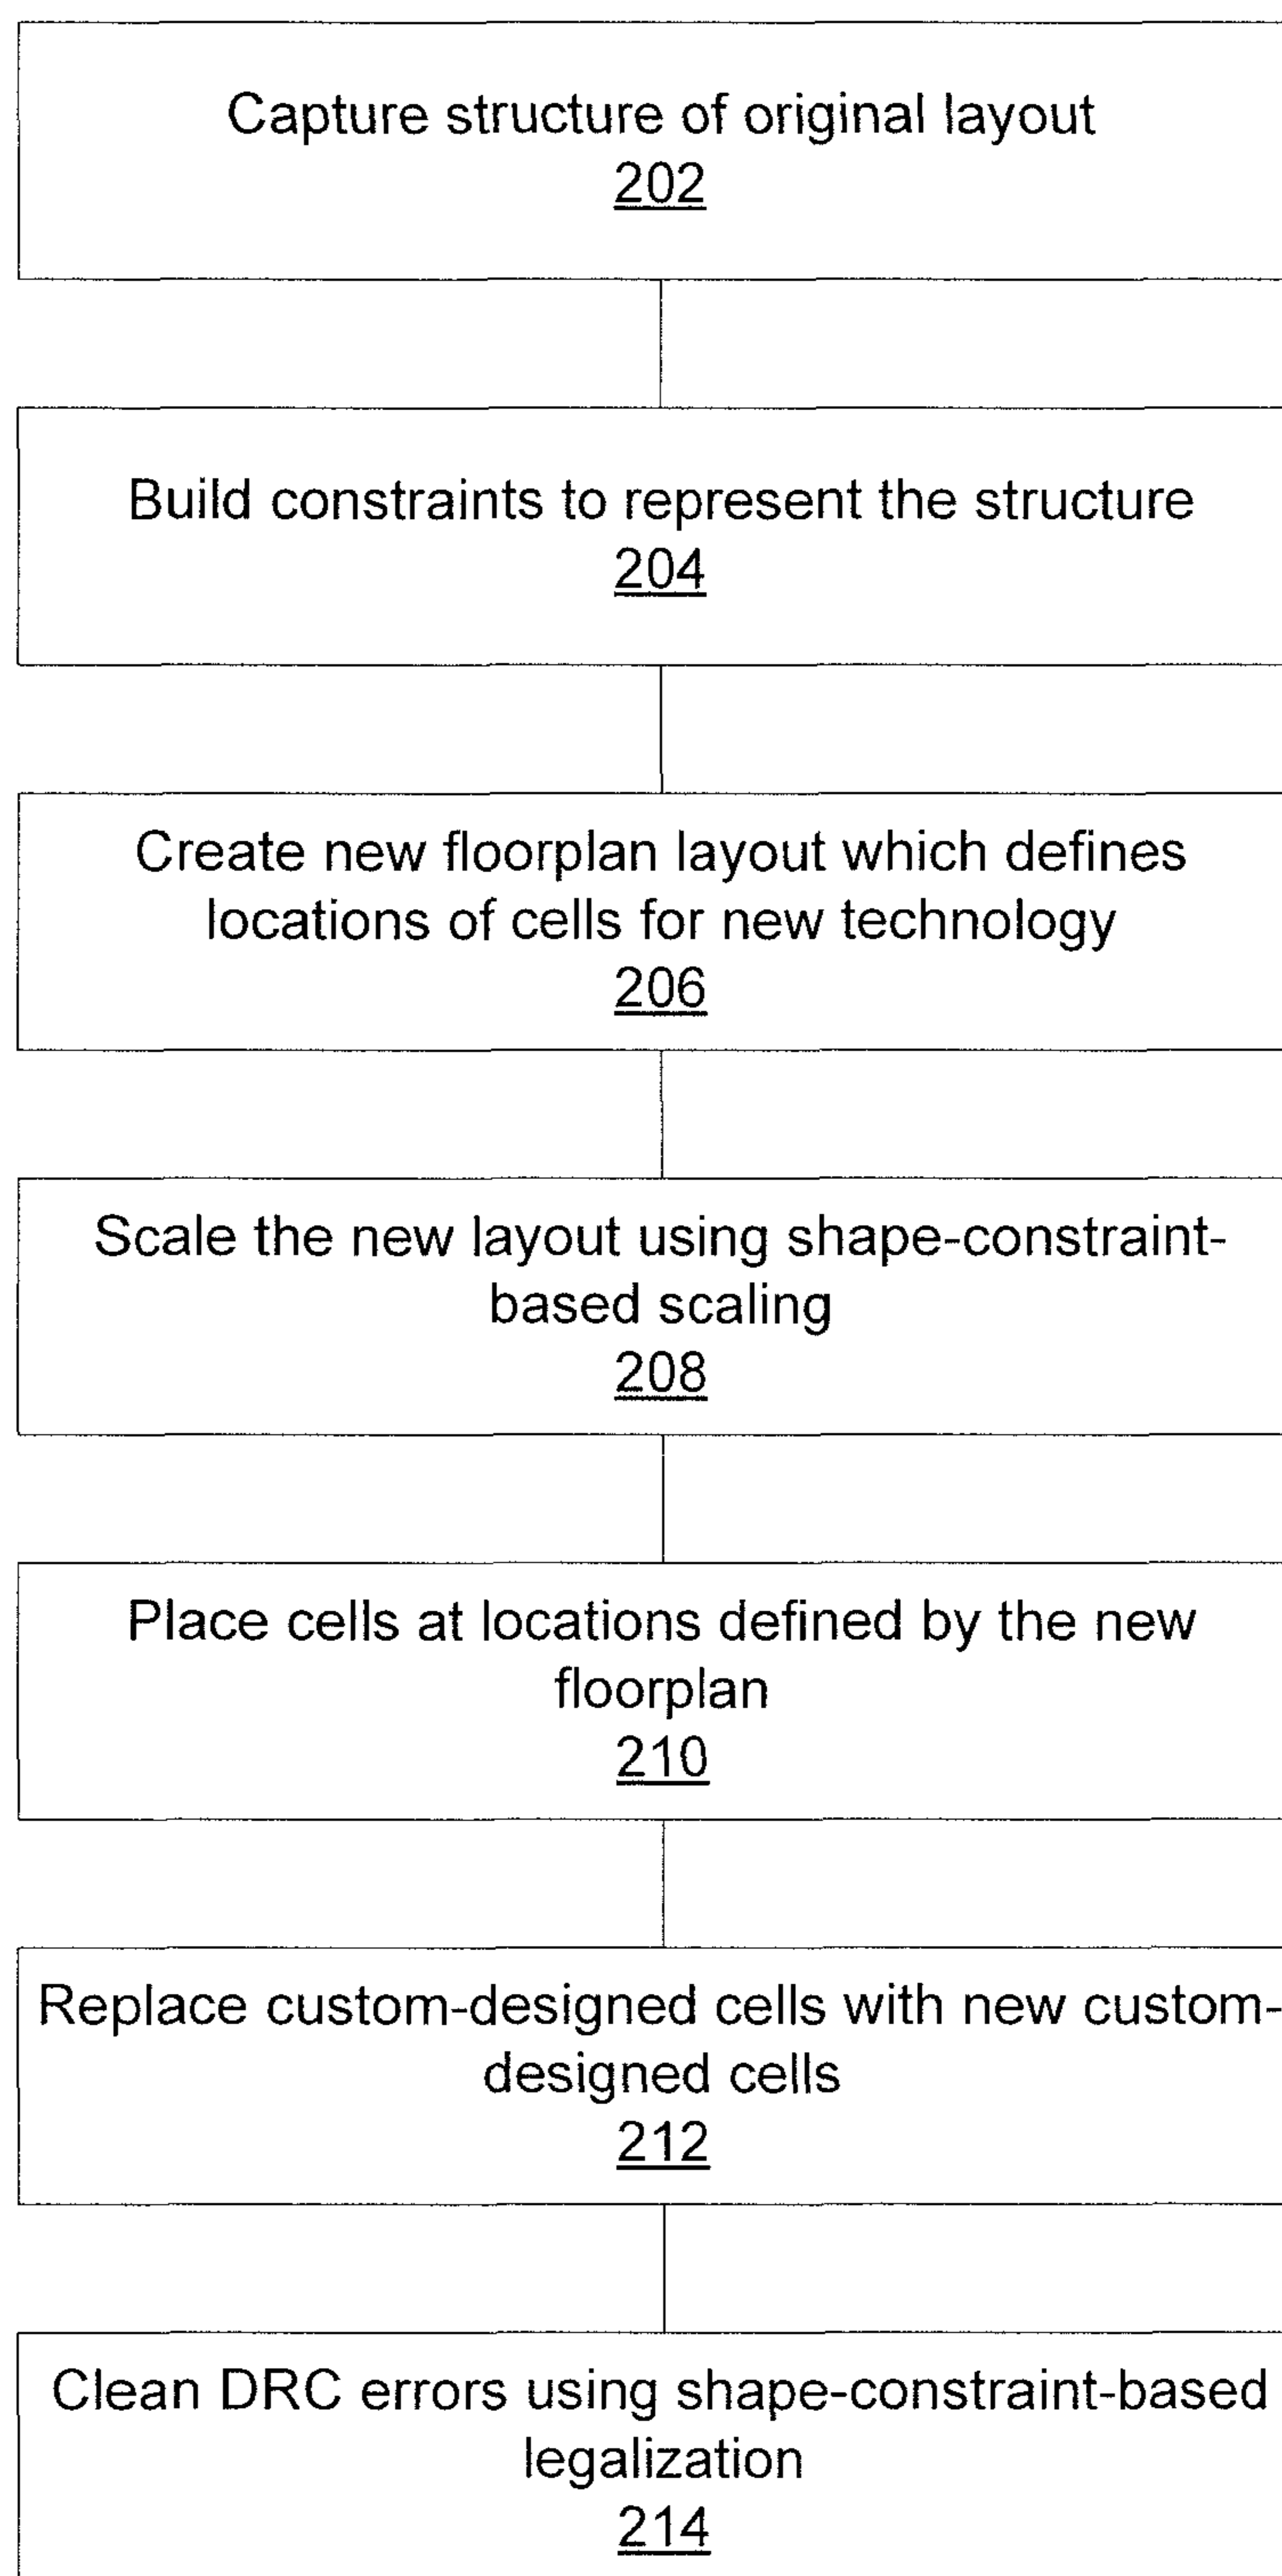 Capture structure of original layout
202
Build constraints to represent the structure
204
Create new floorplan layout which defines
locations of cells for new technology
206
Scale the new layout using shape-constraint-
based scaling
208
Place cells at locations defined by the new
floorplan
210
Replace custom-designed cells with new custom-
designed cells
212
Clean DRC errors using shape-constraint-based
legalization
214